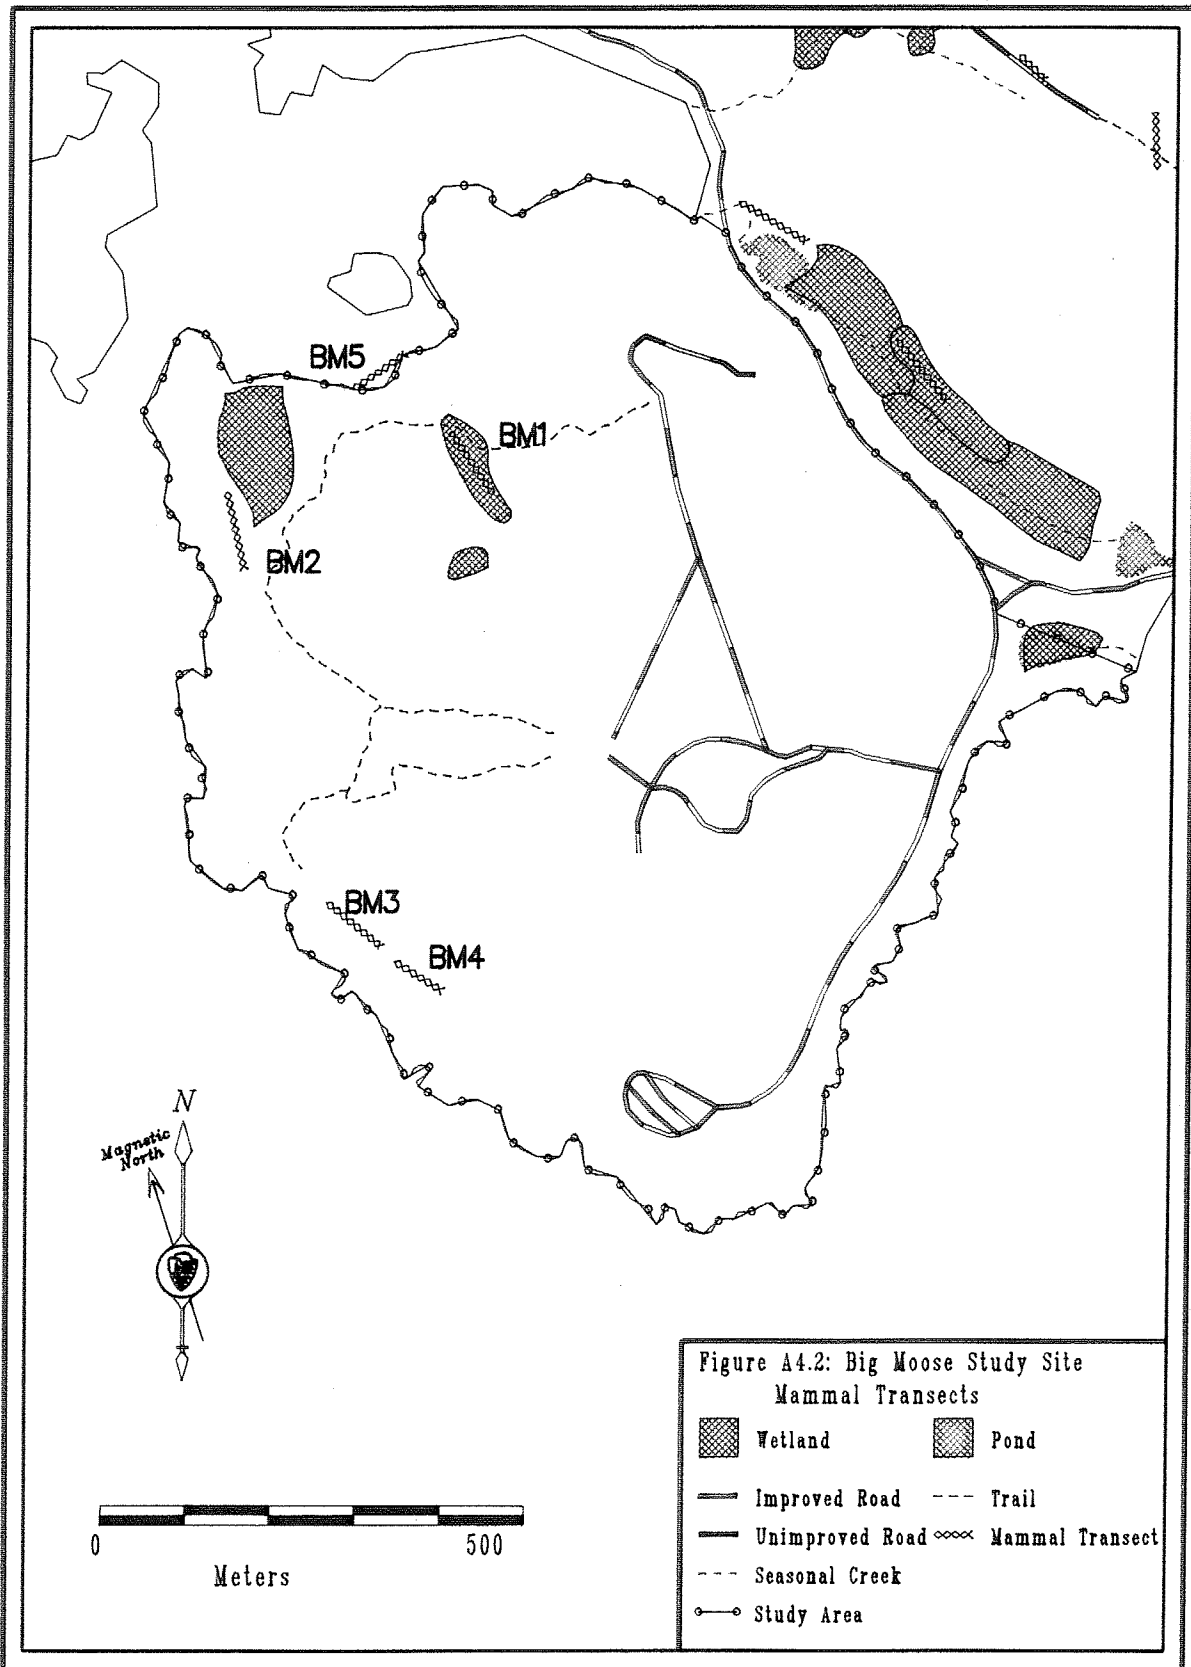 BM5
BM1
BM2
BM3
BM4
N
Magnetic
North
Figure A4.2: Big Moose Study Site
Mammal Transects
Wetland Pond
Improved Road Trail
Unimproved Road Mammal Transect
Seasonal Creek
Study Area
0 500
Meters